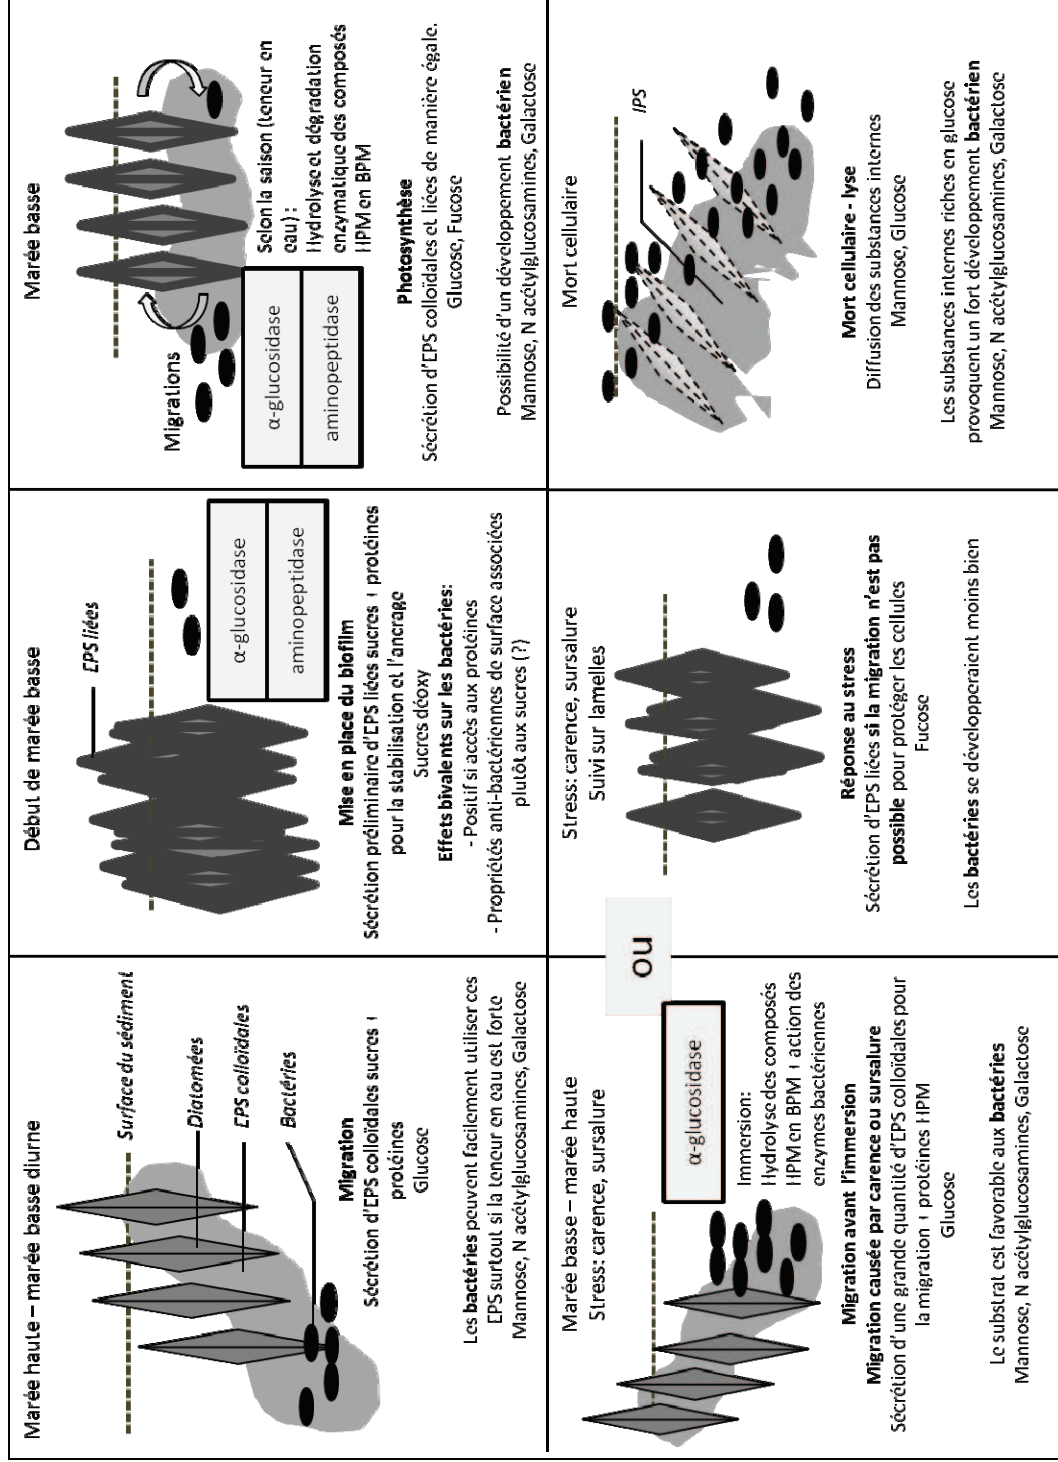 Marée haute – marée basse diurne
Surface du sédiment
Diatomées
EPS colloïdales
Bactéries
Migration
Sécrétion d'EPS colloïdales sucres +
protéines
Glucose
Les bactéries peuvent facilement utiliser ces
EPS surtout si la teneur en eau est forte
Mannose, N acétylglucosamines, Galactose
Début de marée basse
EPS liées
α-glucosidase
aminopeptidase
Mise en place du biofilm
Sécrétion préliminaire d'EPS liées sucres + protéines
pour la stabilisation et l'ancrage
Sucres déoxy
Effets bivalents sur les bactéries:
- Positif si accès aux protéines
- Propriétés anti-bactériennes de surface associées
plutôt aux sucres (?)
Marée basse
Migrations
α-glucosidase
aminopeptidase
Selon la saison (teneur en
eau) :
Hydrolyse et dégradation
enzymatique des composés
HPM en BPM
Photosynthèse
Sécrétion d'EPS colloïdales et liées de manière égale.
Glucose, Fucose
Possibilité d'un développement bactérien
Mannose, N acétylglucosamines, Galactose
Marée basse – marée haute
Stress: carence, sursalure
α-glucosidase
Immersion:
Hydrolyse des composés
HPM en BPM + action des
enzymes bactériennes
Migration avant l'immersion
Migration causée par carence ou sursalure
Sécrétion d'une grande quantité d'EPS colloïdales pour
la migration + protéines HPM
Glucose
Le substrat est favorable aux bactéries
Mannose, N acétylglucosamines, Galactose
ou
Stress: carence, sursalure
Suivi sur lamelles
Réponse au stress
Sécrétion d'EPS liées si la migration n'est pas
possible pour protéger les cellules
Fucose
Les bactéries se développeraient moins bien
Mort cellulaire
IPS
Mort cellulaire - lyse
Diffusion des substances internes
Mannose, Glucose
Les substances internes riches en glucose
provoquent un fort développement bactérien
Mannose, N acétylglucosamines, Galactose